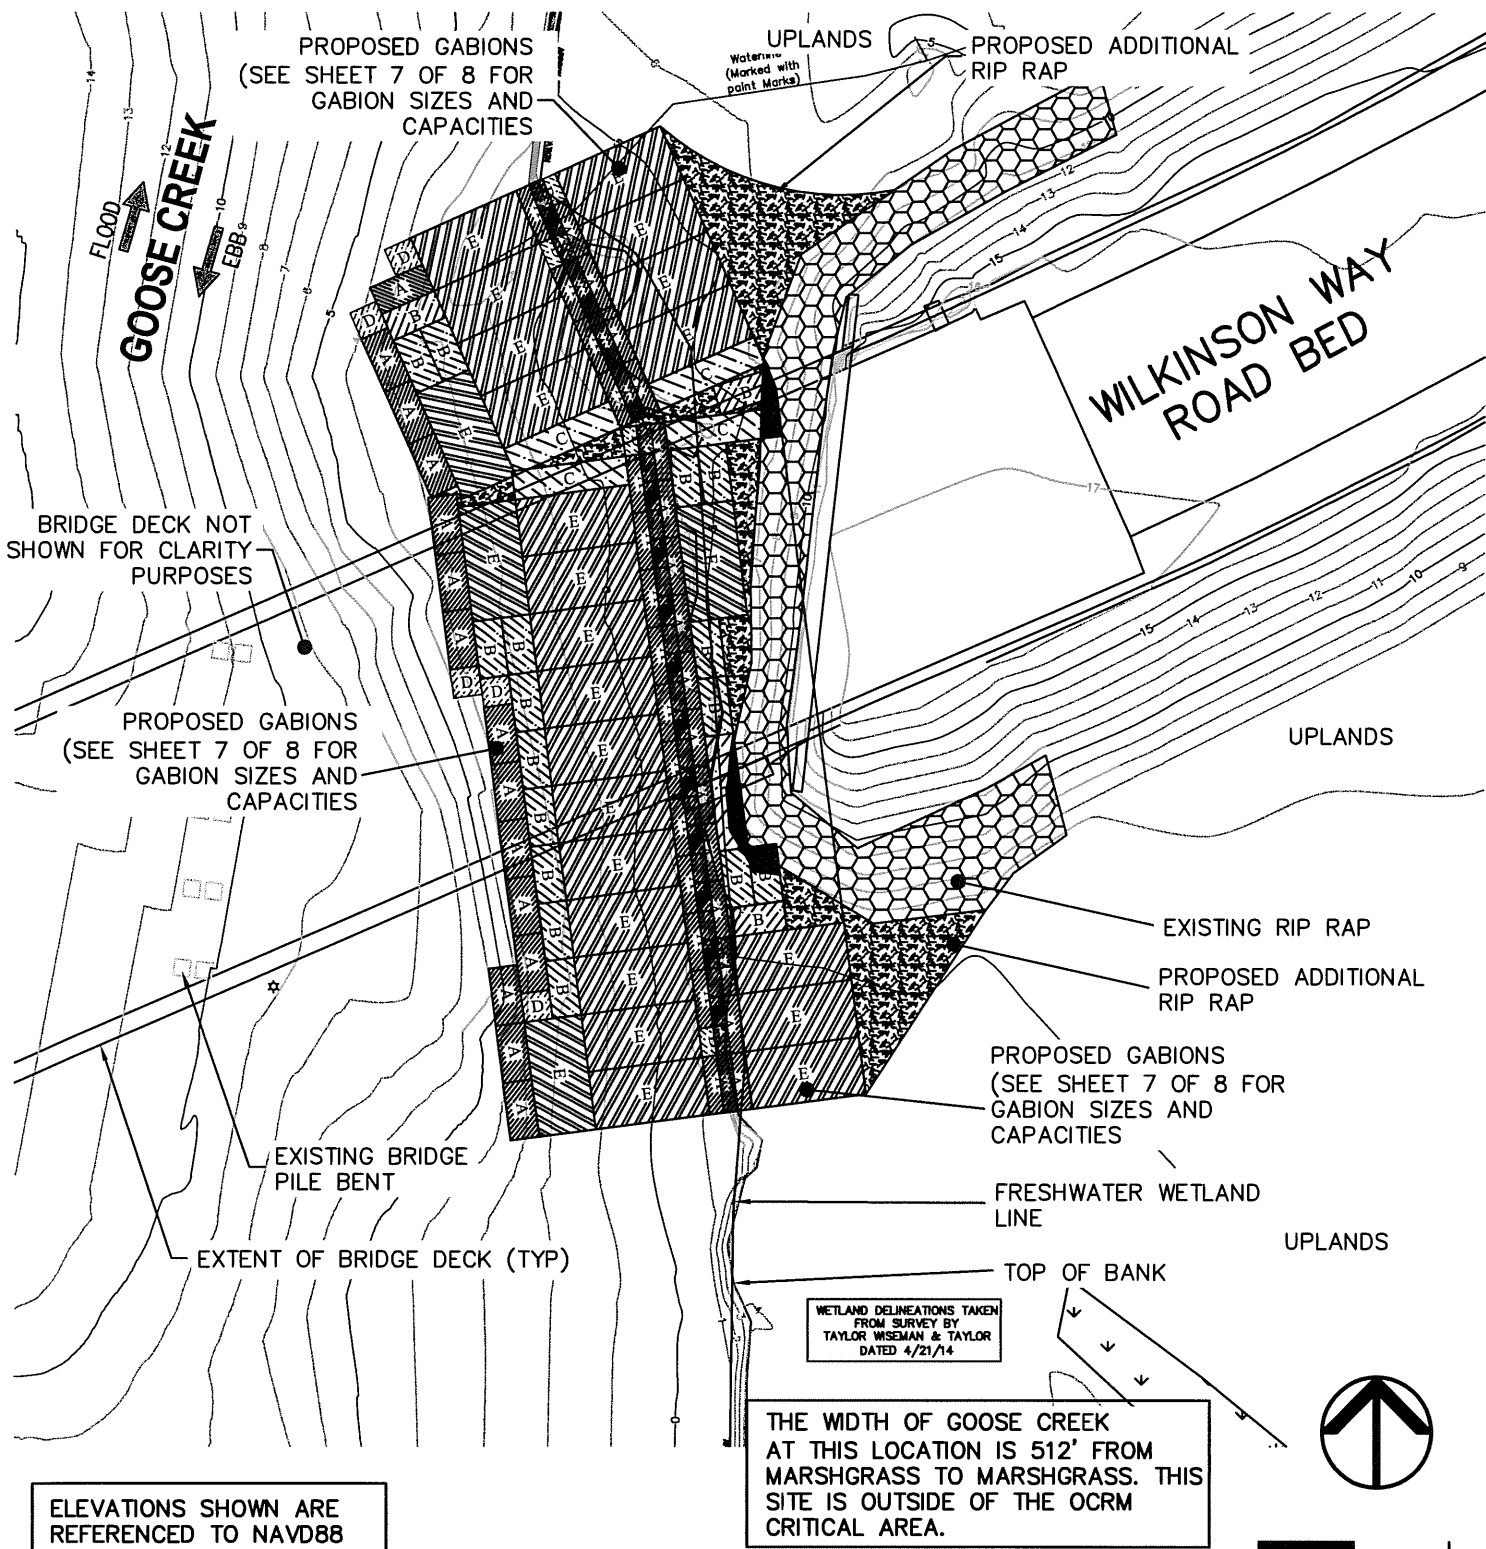 PROPOSED GABIONS
(SEE SHEET 7 OF 8 FOR
GABION SIZES AND
CAPACITIES
UPLANDS
(Marked with
paint Marks)
PROPOSED ADDITIONAL
RIP RAP
FLOOD
GOOSE CREEK
EBB
WILKINSON WAY
ROAD BED
BRIDGE DECK NOT
SHOWN FOR CLARITY
PURPOSES
PROPOSED GABIONS
(SEE SHEET 7 OF 8 FOR
GABION SIZES AND
CAPACITIES
UPLANDS
EXISTING RIP RAP
PROPOSED ADDITIONAL
RIP RAP
PROPOSED GABIONS
(SEE SHEET 7 OF 8 FOR
GABION SIZES AND
CAPACITIES
EXISTING BRIDGE
PILE BENT
FRESHWATER WETLAND
LINE
UPLANDS
EXTENT OF BRIDGE DECK (TYP)
TOP OF BANK
WETLAND DELINEATIONS TAKEN
FROM SURVEY BY
TAYLOR WISEMAN & TAYLOR
DATED 4/21/14
THE WIDTH OF GOOSE CREEK
AT THIS LOCATION IS 512' FROM
MARSHGRASS TO MARSHGRASS. THIS
SITE IS OUTSIDE OF THE OCRM
CRITICAL AREA.
ELEVATIONS SHOWN ARE
REFERENCED TO NAVD88